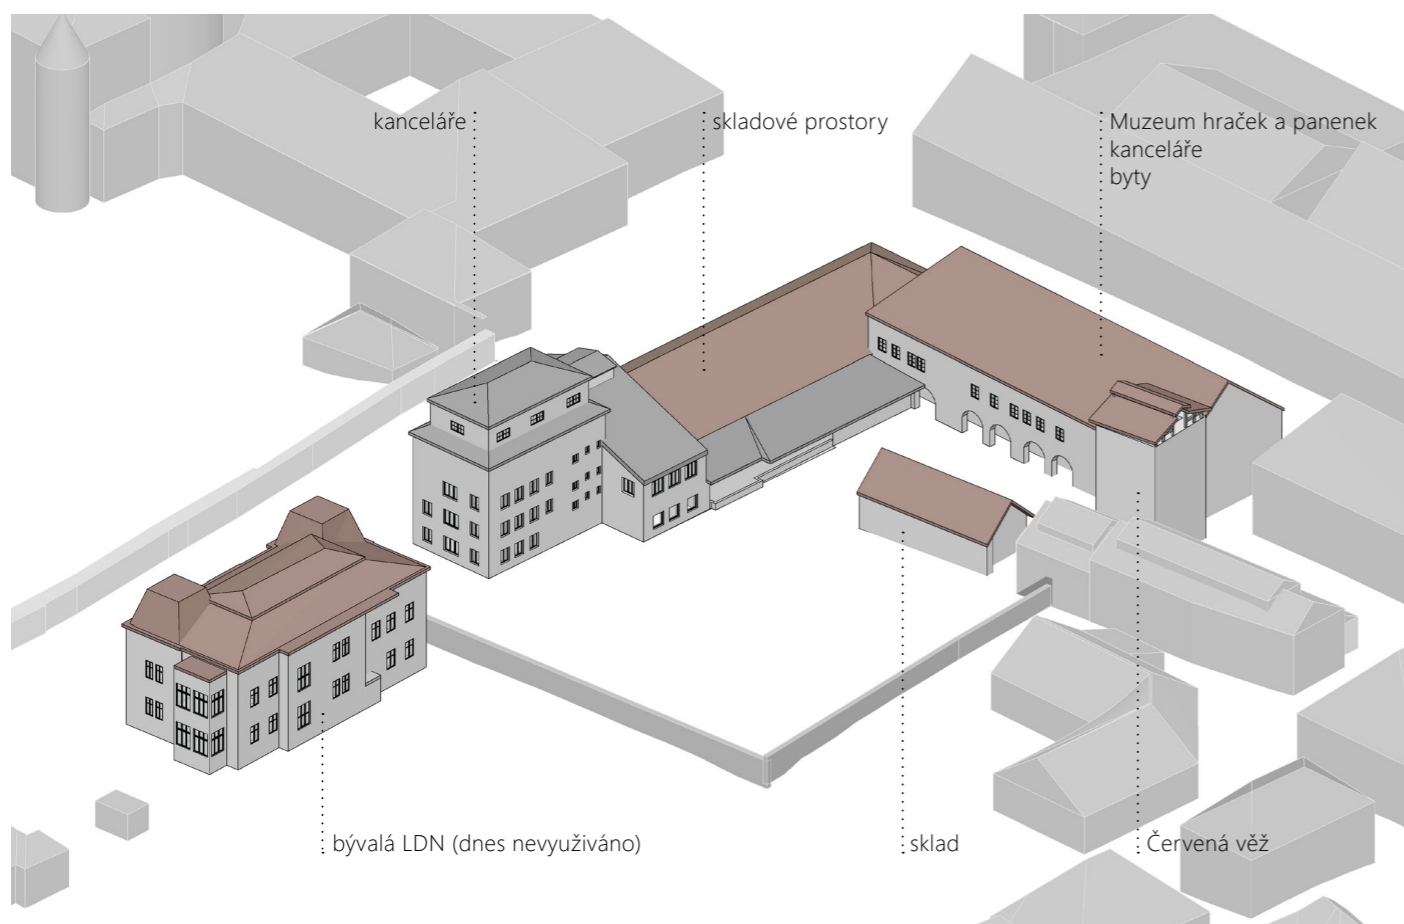 kanceláře
skladové prostory
Muzeum hraček a panenek
kanceláře
byty
bývalá LDN (dnes nevyužíváno)
sklad
Červená věž